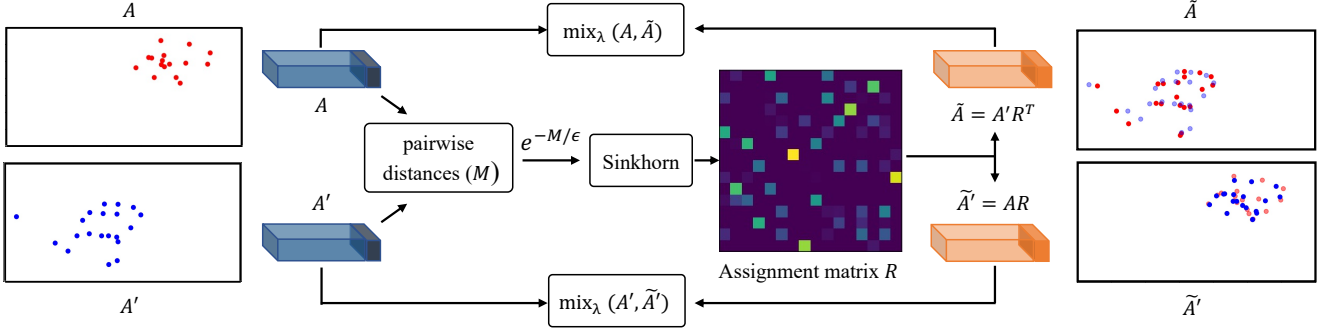 A
mix_λ (A, Ã)
Ã
A
Ã = A′R^T
pairwise
distances (M)
e^{−M/ϵ}
Sinkhorn
A′
Ã′ = AR
Assignment matrix R
A′
mix_λ (A′, Ã′)
Ã′